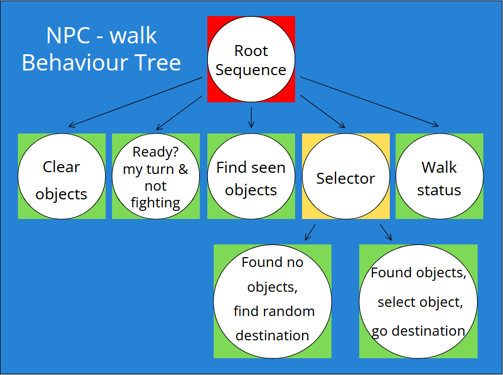 NPC - walk
Behaviour Tree
Root
Sequence
Clear
objects
Ready?
my turn &
not
fighting
Find seen
objects
Selector
Walk
status
Found no
objects,
find random
destination
Found objects,
select object,
go destination